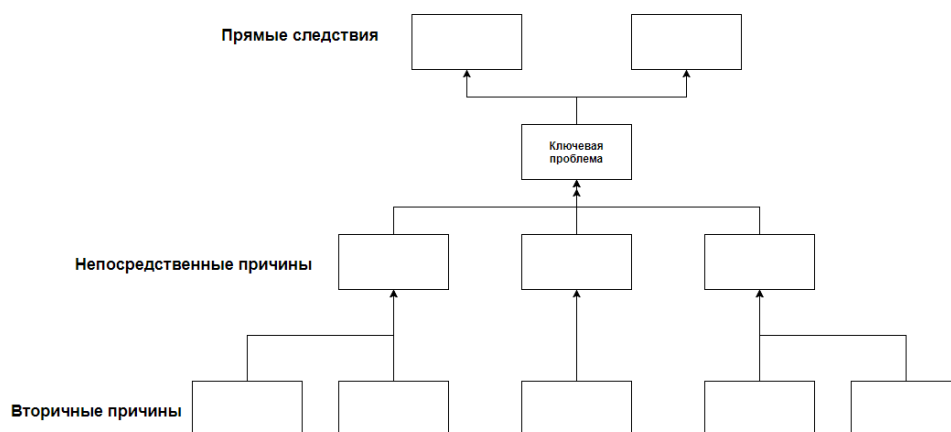 Прямые следствия
Ключевая
проблема
Непосредственные причины
Вторичные причины